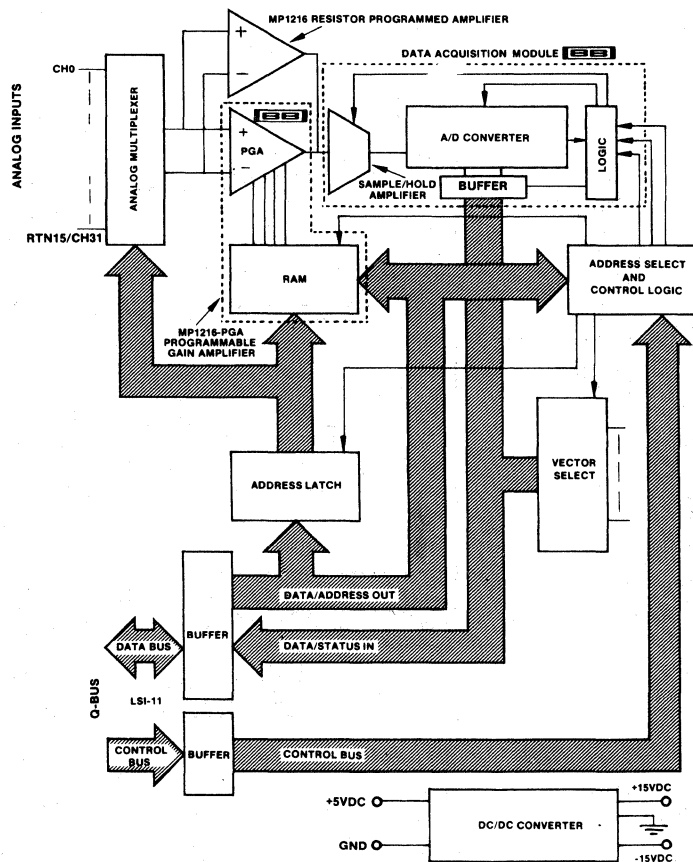 MP1216 RESISTOR PROGRAMMED AMPLIFIER
DATA ACQUISITION MODULE
CH0
ANALOG INPUTS
ANALOG MULTIPLEXER
RTN15/CH31
+
−
+
PGA
−
A/D CONVERTER
LOGIC
SAMPLE/HOLD
AMPLIFIER
BUFFER
RAM
ADDRESS SELECT
AND
CONTROL LOGIC
MP1216-PGA
PROGRAMMABLE
GAIN AMPLIFIER
ADDRESS LATCH
VECTOR
SELECT
DATA/ADDRESS OUT
BUFFER
DATA BUS
DATA/STATUS IN
Q-BUS
LSI-11
CONTROL
BUS
BUFFER
CONTROL BUS
+5VDC
GND
DC/DC CONVERTER
+15VDC
-15VDC